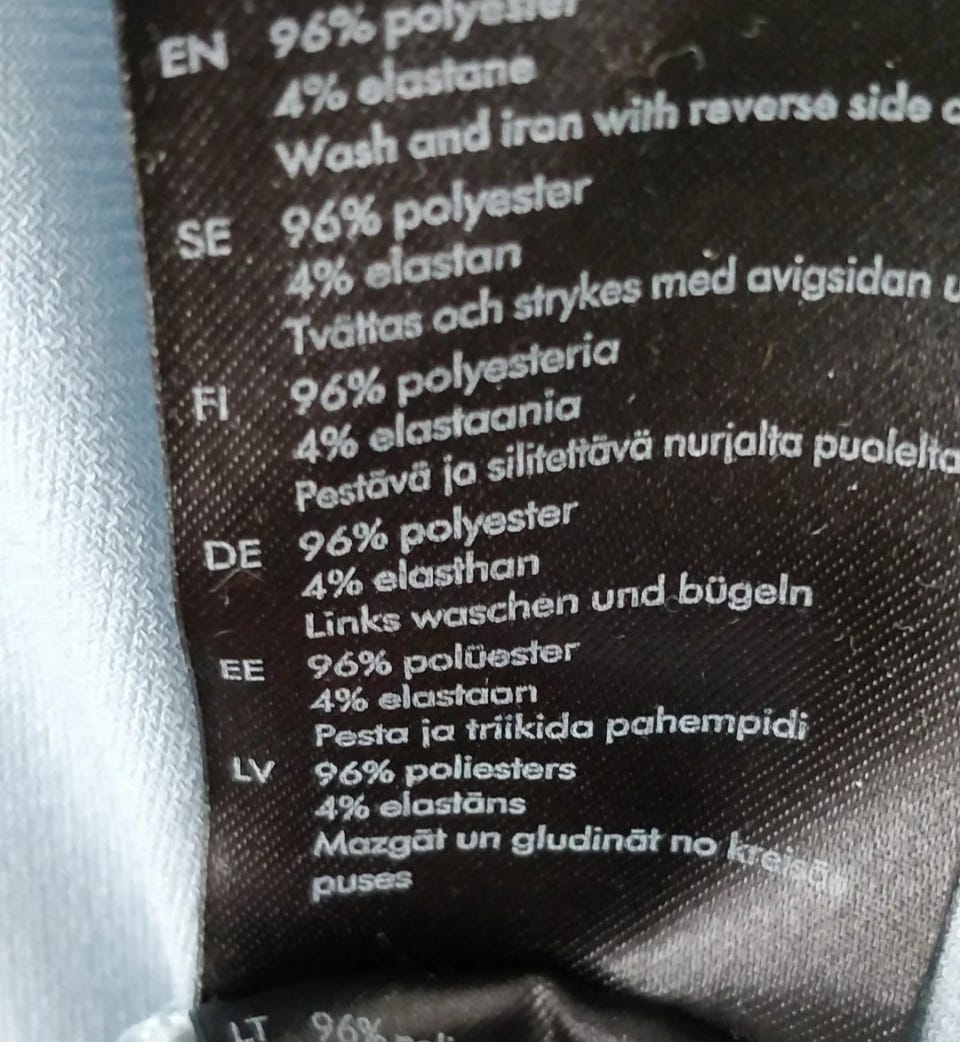 EN 96% polyester
4% elastane
Wash and iron with reverse side
SE 96% polyester
4% elastan
Tvättas och strykes med avigsidan
FI 96% polyesteria
4% elastaania
Pestävä ja silitettävä nurjalta puolelta
DE 96% polyester
4% elasthan
Links waschen und bügeln
EE 96% polüester
4% elastaan
Pesta ja triikida pahempidi
LV 96% poliesters
4% elastāns
Mazgāt un gludināt no kreisās
puses
LT 96%